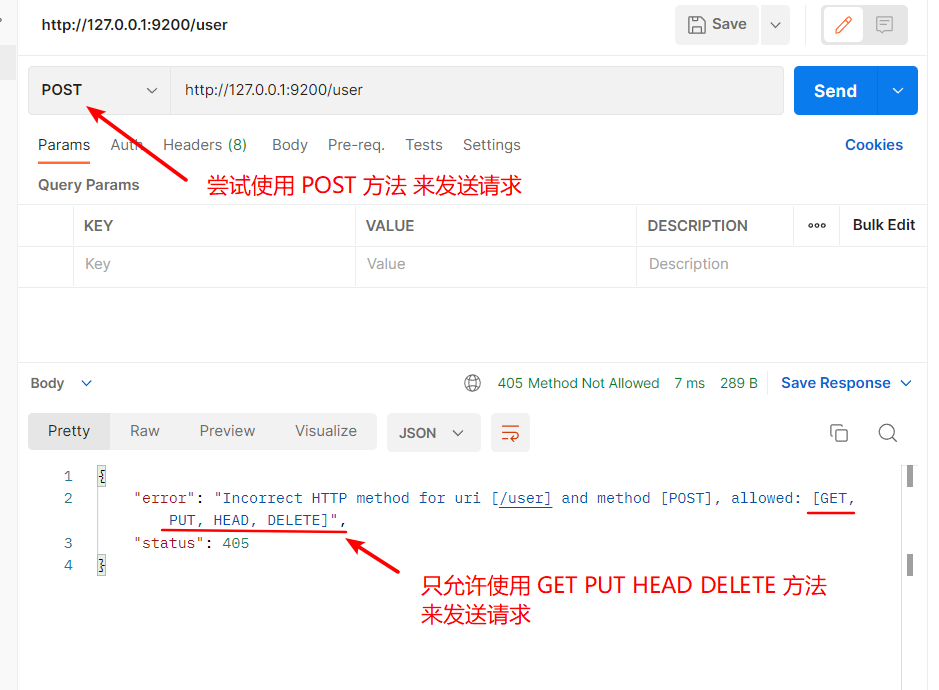 http://127.0.0.1:9200/user
Save
POST
http://127.0.0.1:9200/user
Send
Params Auth Headers (8) Body Pre-req. Tests Settings Cookies
尝试使用 POST 方法 来发送请求
Query Params
KEY VALUE DESCRIPTION ooo Bulk Edit
Key Value Description
Body 405 Method Not Allowed 7 ms 289 B Save Response
Pretty Raw Preview Visualize JSON
1 {
2 "error": "Incorrect HTTP method for uri [/user] and method [POST], allowed: [GET,
PUT, HEAD, DELETE]",
3 "status": 405
4 }
只允许使用 GET PUT HEAD DELETE 方法
来发送请求